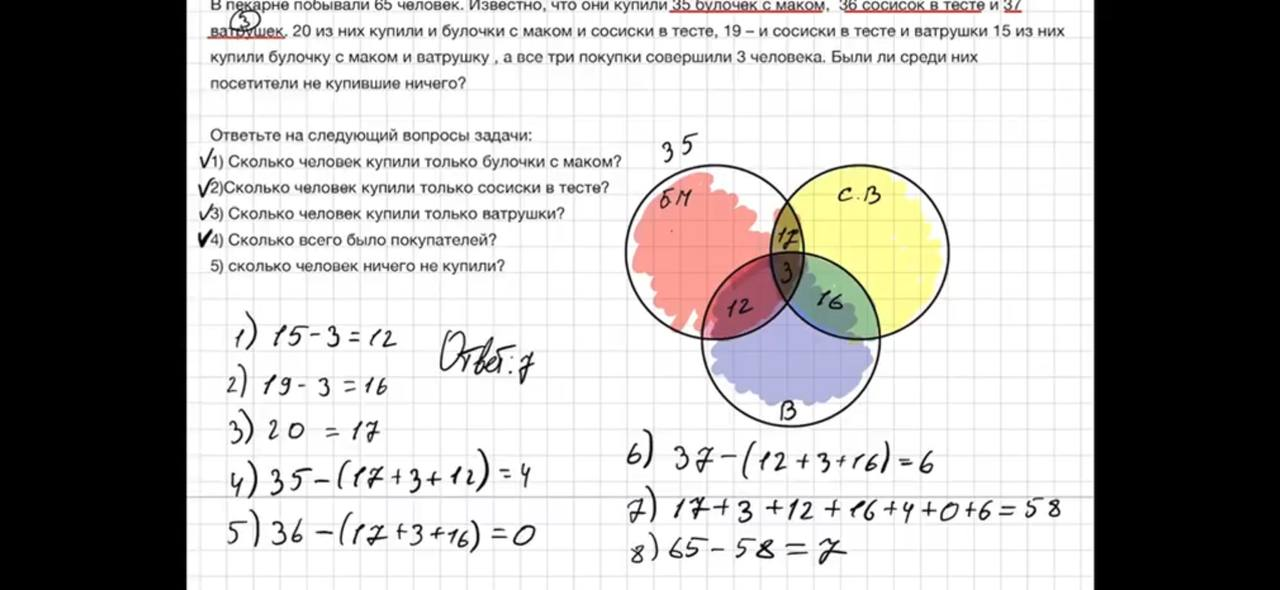 В пекарне побывали 65 человек. Известно, что они купили 35 булочек с маком, 36 сосисок в тесте и 37
3
ватрушек. 20 из них купили и булочки с маком и сосиски в тесте, 19 – и сосиски в тесте и ватрушки 15 из них
купили булочку с маком и ватрушку , а все три покупки совершили 3 человека. Были ли среди них
посетители не купившие ничего?
Ответьте на следующий вопросы задачи:
1) Сколько человек купили только булочки с маком?
2)Сколько человек купили только сосиски в тесте?
3) Сколько человек купили только ватрушки?
4) Сколько всего было покупателей?
5) сколько человек ничего не купили?
35
БМ
С.В
17
3
12
16
В
1) 15-3=12
Ответ: 7
2) 19-3=16
3) 20 =17
4) 35-(17+3+12)=4
5) 36-(17+3+16)=0
6) 37-(12+3+16)=6
7) 17+3+12+16+4+0+6=58
8) 65-58=7